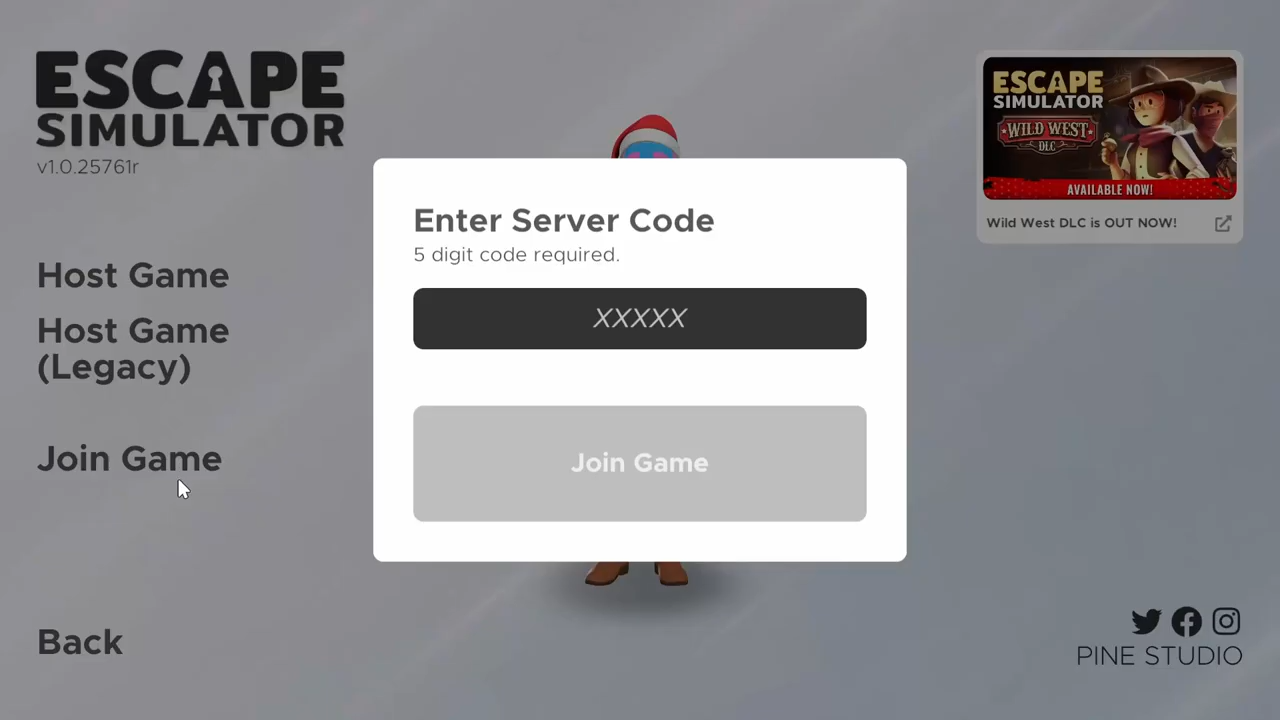 ESCAPE
SIMULATOR
v1.0.25761r
Host Game
Host Game
(Legacy)
Join Game
Back
Enter Server Code
5 digit code required.
XXXXX
Join Game
ESCAPE
SIMULATOR
WILD WEST
DLC
AVAILABLE NOW!
Wild West DLC is OUT NOW!
PINE STUDIO